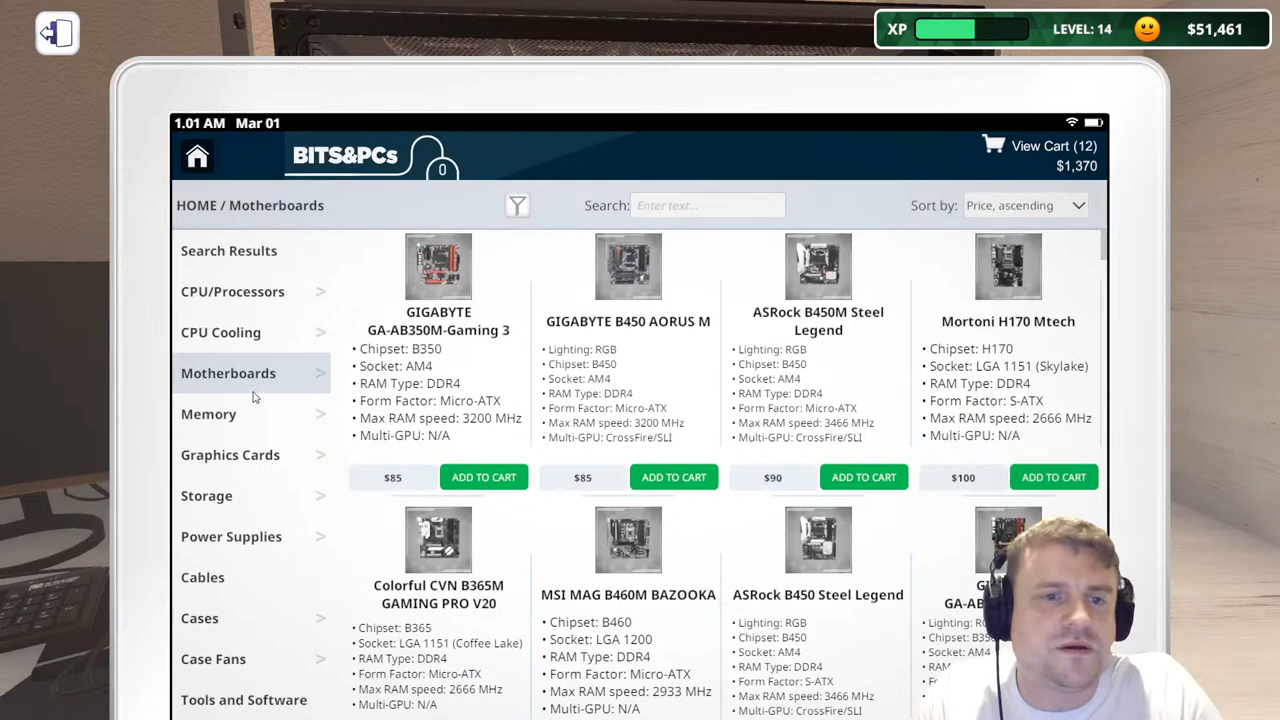 XP LEVEL: 14 $51,461
1.01 AM Mar 01
BITS&PCs 0
View Cart (12)
$1,370
HOME / Motherboards
Search: Enter text...
Sort by: Price, ascending
Search Results
CPU/Processors >
CPU Cooling >
Motherboards >
Memory >
Graphics Cards >
Storage >
Power Supplies >
Cables
Cases >
Case Fans >
Tools and Software
GIGABYTE
GA-AB350M-Gaming 3
• Chipset: B350
• Socket: AM4
• RAM Type: DDR4
• Form Factor: Micro-ATX
• Max RAM speed: 3200 MHz
• Multi-GPU: N/A
$85 ADD TO CART
GIGABYTE B450 AORUS M
• Lighting: RGB
• Chipset: B450
• Socket: AM4
• RAM Type: DDR4
• Form Factor: Micro-ATX
• Max RAM speed: 3200 MHz
• Multi-GPU: CrossFire/SLI
$85 ADD TO CART
ASRock B450M Steel
Legend
• Lighting: RGB
• Chipset: B450
• Socket: AM4
• RAM Type: DDR4
• Form Factor: Micro-ATX
• Max RAM speed: 3466 MHz
• Multi-GPU: CrossFire/SLI
$90 ADD TO CART
Mortoni H170 Mtech
• Chipset: H170
• Socket: LGA 1151 (Skylake)
• RAM Type: DDR4
• Form Factor: S-ATX
• Max RAM speed: 2666 MHz
• Multi-GPU: N/A
$100 ADD TO CART
Colorful CVN B365M
GAMING PRO V20
• Chipset: B365
• Socket: LGA 1151 (Coffee Lake)
• RAM Type: DDR4
• Form Factor: Micro-ATX
• Max RAM speed: 2666 MHz
• Multi-GPU: N/A
MSI MAG B460M BAZOOKA
• Chipset: B460
• Socket: LGA 1200
• RAM Type: DDR4
• Form Factor: Micro-ATX
• Max RAM speed: 2933 MHz
• Multi-GPU: N/A
ASRock B450 Steel Legend
• Lighting: RGB
• Chipset: B450
• Socket: AM4
• RAM Type: DDR4
• Form Factor: S-ATX
• Max RAM speed: 3466 MHz
• Multi-GPU: CrossFire/SLI
• Lighting:
• Chipset:
• Socket:
• RAM
• Form
• Max